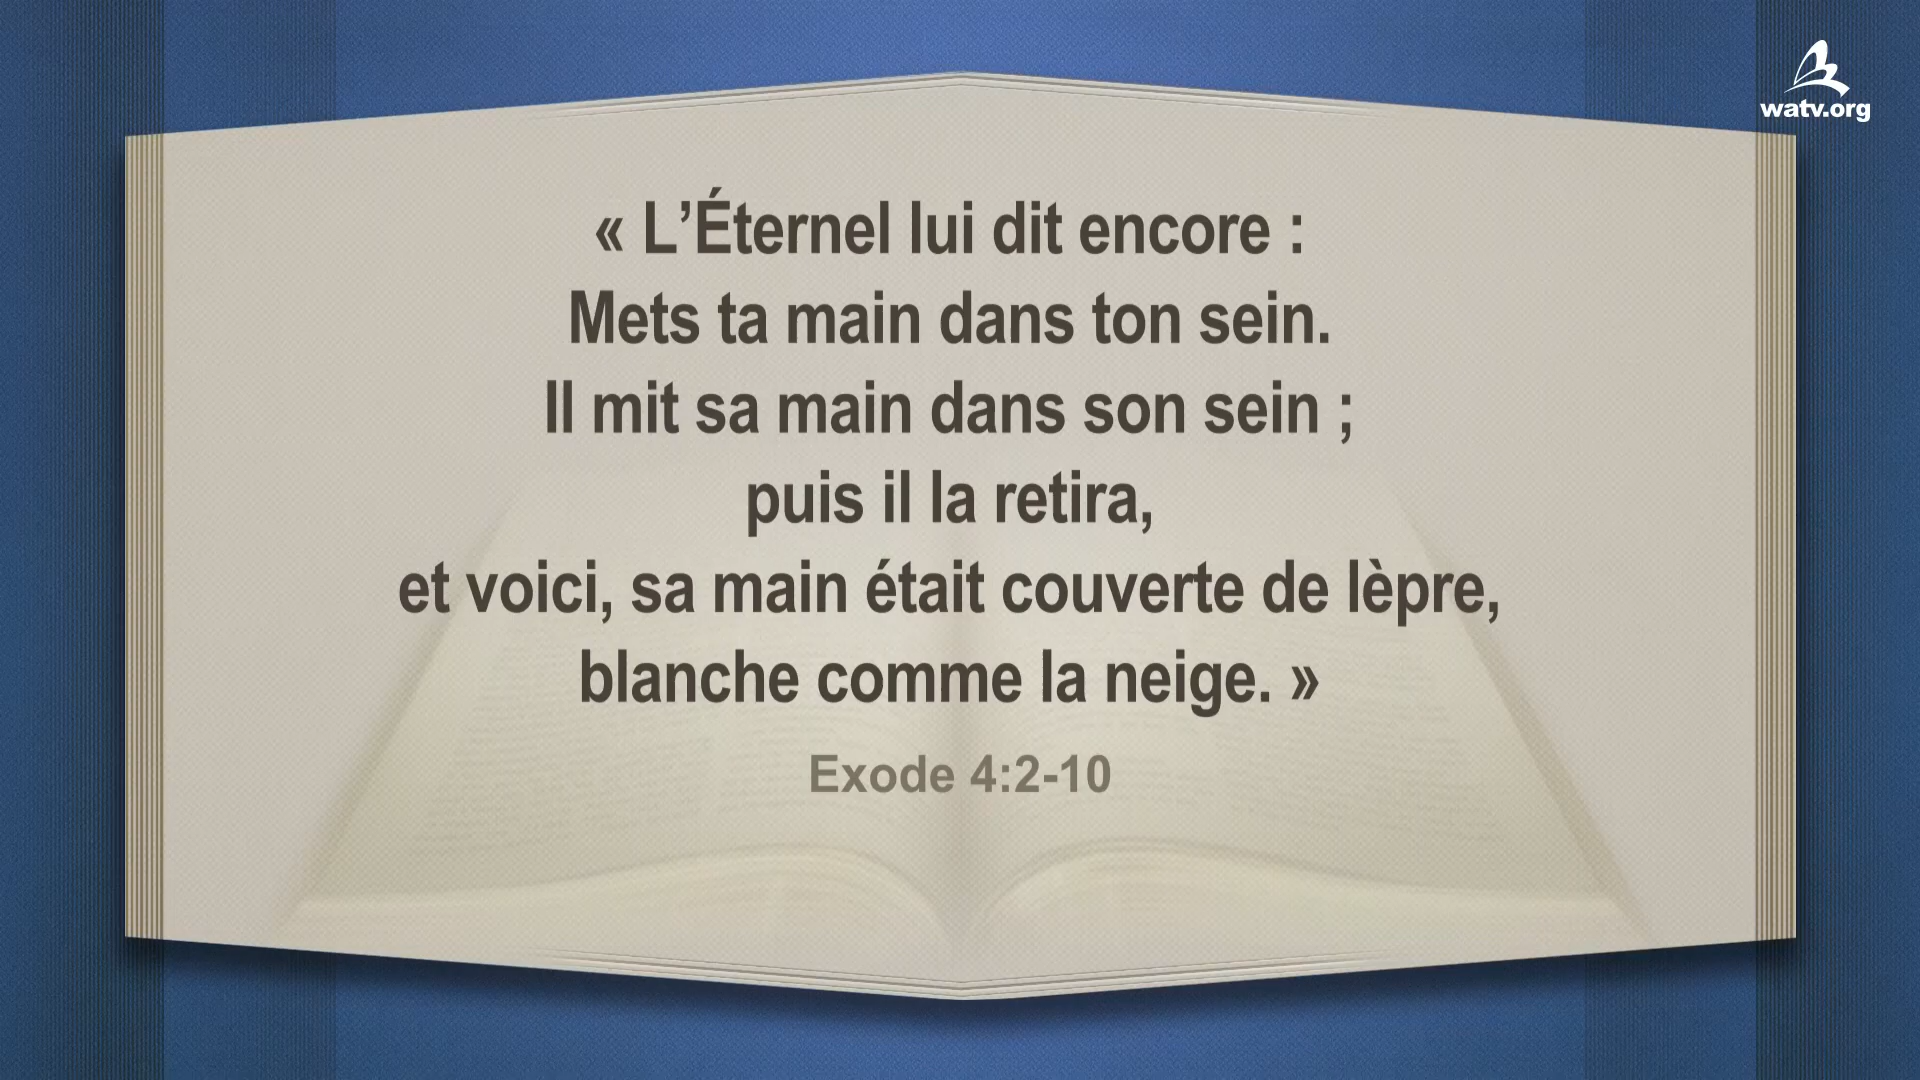 watv.org
« L’Éternel lui dit encore :
Mets ta main dans ton sein.
Il mit sa main dans son sein ;
puis il la retira,
et voici, sa main était couverte de lèpre,
blanche comme la neige. »
Exode 4:2-10